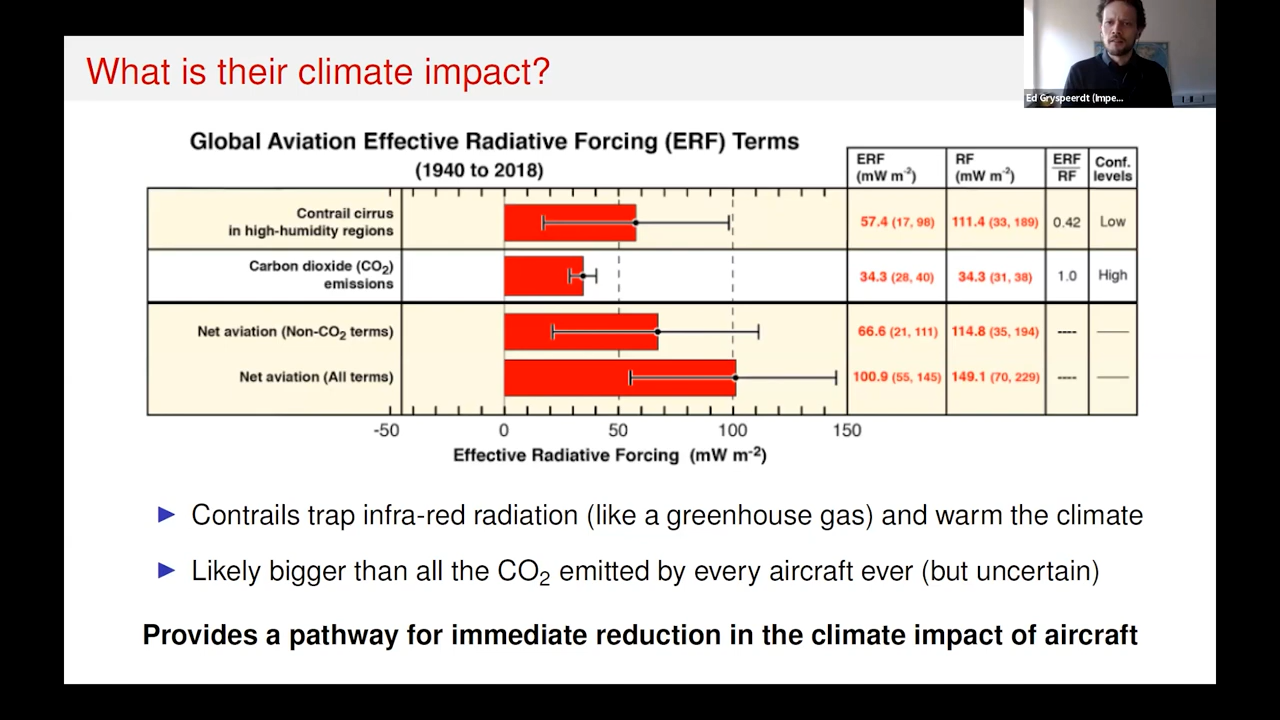 What is their climate impact?
Ed Gryspeerdt (Impe...
Global Aviation Effective Radiative Forcing (ERF) Terms
(1940 to 2018)
ERF
(mW m⁻²)
RF
(mW m⁻²)
ERF
RF
Conf.
levels
Contrail cirrus
in high-humidity regions
57.4 (17, 98)
111.4 (33, 189)
0.42
Low
Carbon dioxide (CO₂)
emissions
34.3 (28, 40)
34.3 (31, 38)
1.0
High
Net aviation (Non-CO₂ terms)
66.6 (21, 111)
114.8 (35, 194)
----
Net aviation (All terms)
100.9 (55, 145)
149.1 (70, 229)
----
-50 0 50 100 150
Effective Radiative Forcing (mW m⁻²)
Contrails trap infra-red radiation (like a greenhouse gas) and warm the climate
Likely bigger than all the CO₂ emitted by every aircraft ever (but uncertain)
Provides a pathway for immediate reduction in the climate impact of aircraft